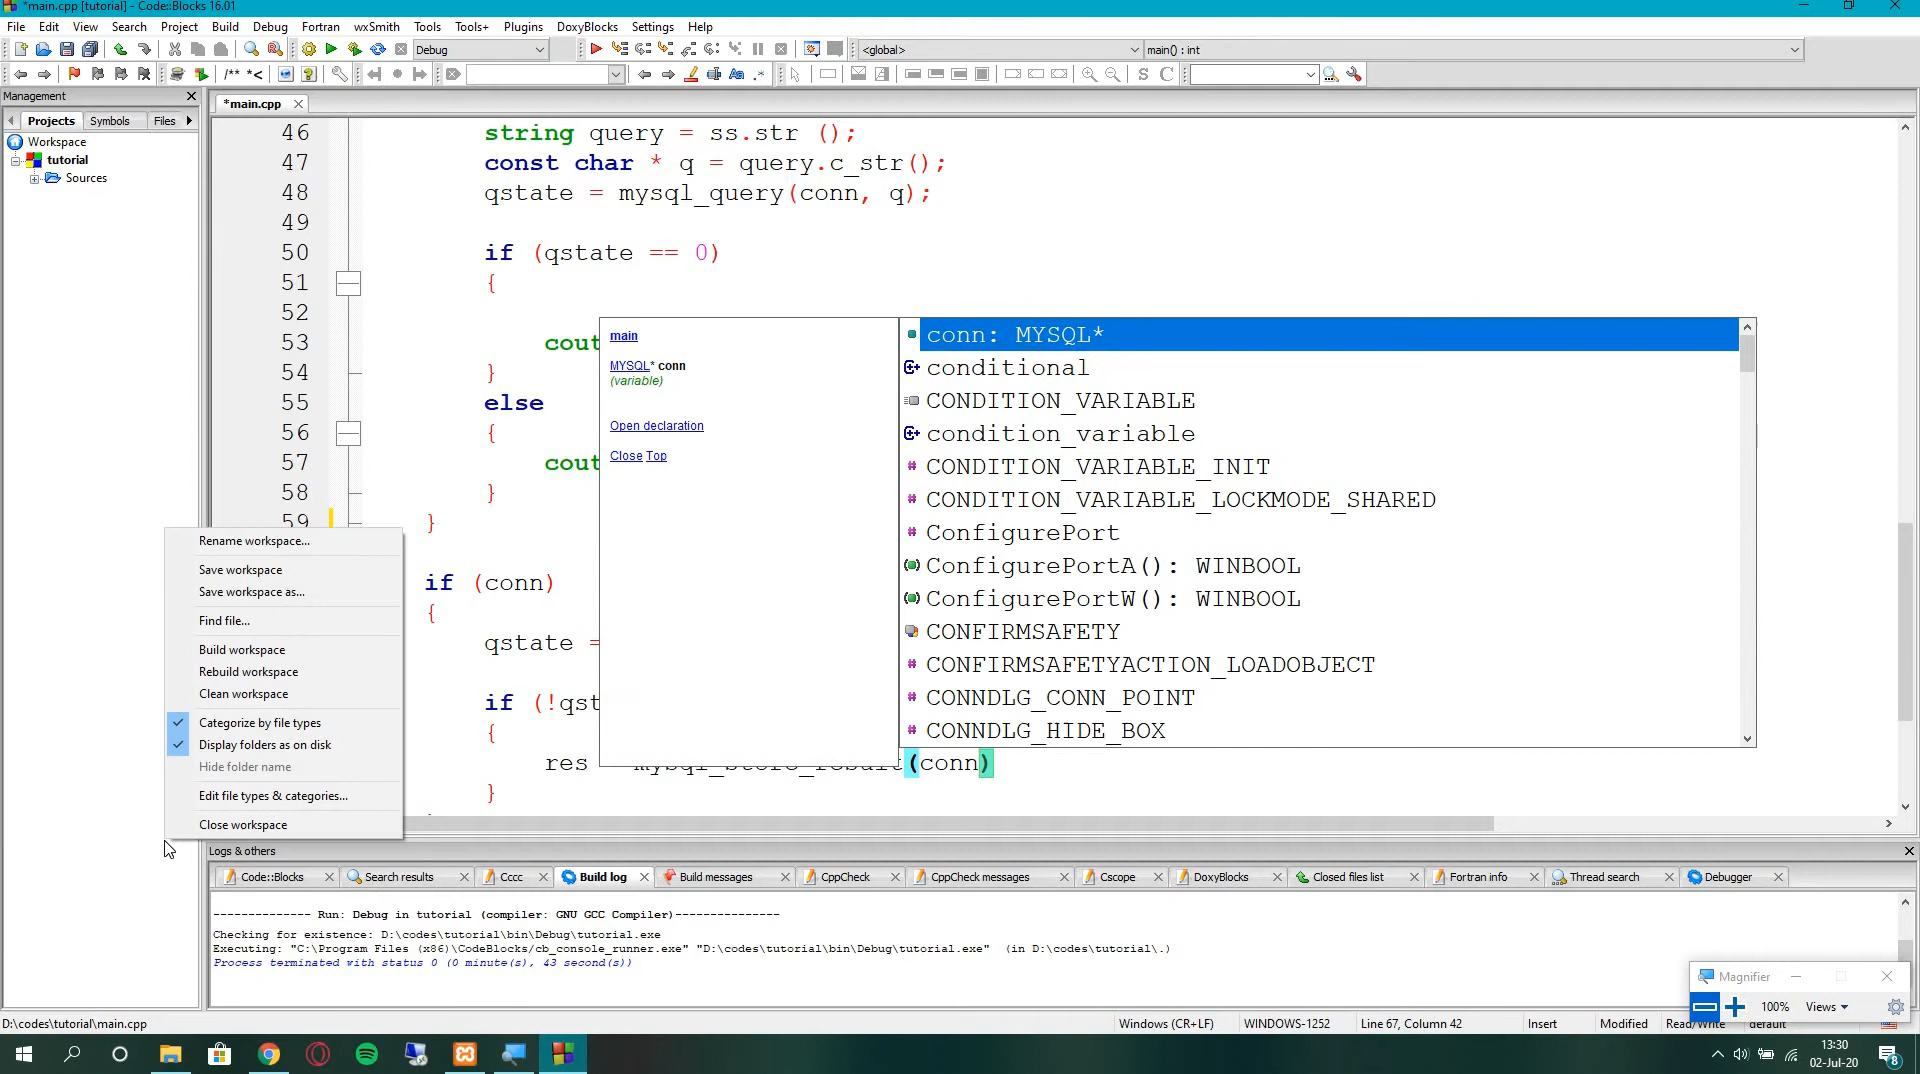 *main.cpp [tutorial] - Code::Blocks 16.01
File Edit View Search Project Build Debug Fortran wxSmith Tools Tools+ Plugins DoxyBlocks Settings Help
Debug
<global>
main() : int
/** *<
Aa .*
S C
Management
*main.cpp
Projects Symbols Files
Workspace
tutorial
Sources
46 string query = ss.str ();
47 const char * q = query.c_str();
48 qstate = mysql_query(conn, q);
49
50 if (qstate == 0)
51 {
52
53 cout
54 }
55 else
56 {
57 cout
58 }
59 }
if (conn)
{
qstate =
if (!qst
{
res = mysql_store_result(conn)
}
main
MYSQL* conn
(variable)
Open declaration
Close Top
conn: MYSQL*
conditional
CONDITION_VARIABLE
condition_variable
CONDITION_VARIABLE_INIT
CONDITION_VARIABLE_LOCKMODE_SHARED
ConfigurePort
ConfigurePortA(): WINBOOL
ConfigurePortW(): WINBOOL
CONFIRMSAFETY
CONFIRMSAFETYACTION_LOADOBJECT
CONNDLG_CONN_POINT
CONNDLG_HIDE_BOX
Rename workspace...
Save workspace
Save workspace as...
Find file...
Build workspace
Rebuild workspace
Clean workspace
Categorize by file types
Display folders as on disk
Hide folder name
Edit file types & categories...
Close workspace
Logs & others
Code::Blocks Search results Cccc Build log Build messages CppCheck CppCheck messages Cscope DoxyBlocks Closed files list Fortran info Thread search Debugger
-------------- Run: Debug in tutorial (compiler: GNU GCC Compiler)---------------
Checking for existence: D:\codes\tutorial\bin\Debug\tutorial.exe
Executing: "C:\Program Files (x86)\CodeBlocks/cb_console_runner.exe" "D:\codes\tutorial\bin\Debug\tutorial.exe"  (in D:\codes\tutorial\.)
Process terminated with status 0 (0 minute(s), 43 second(s))
Magnifier
100% Views
D:\codes\tutorial\main.cpp
Windows (CR+LF) WINDOWS-1252 Line 67, Column 42 Insert Modified Read/Write default
13:30
02-Jul-20
8